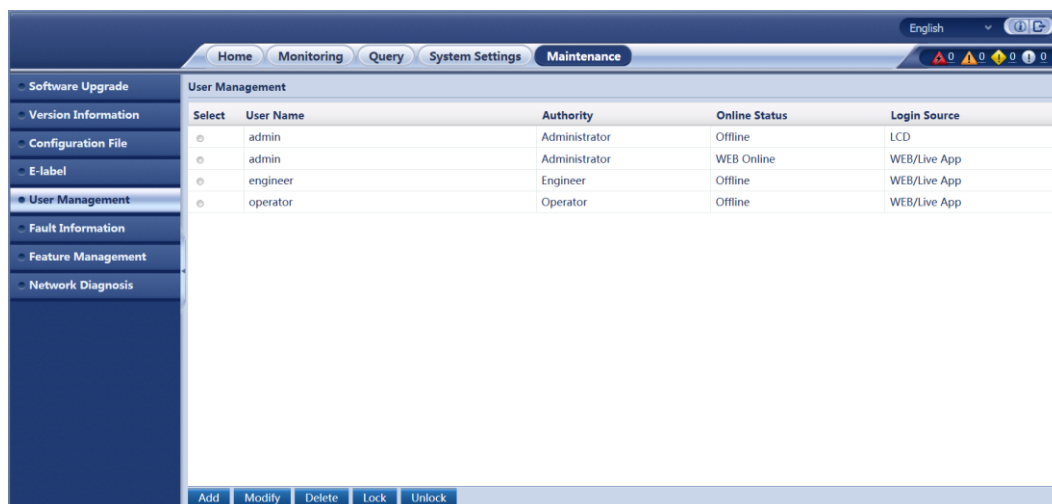 English
Home Monitoring Query System Settings Maintenance
0 0 0 0
Software Upgrade
Version Information
Configuration File
E-label
User Management
Fault Information
Feature Management
Network Diagnosis
User Management
Select User Name Authority Online Status Login Source
admin Administrator Offline LCD
admin Administrator WEB Online WEB/Live App
engineer Engineer Offline WEB/Live App
operator Operator Offline WEB/Live App
Add Modify Delete Lock Unlock